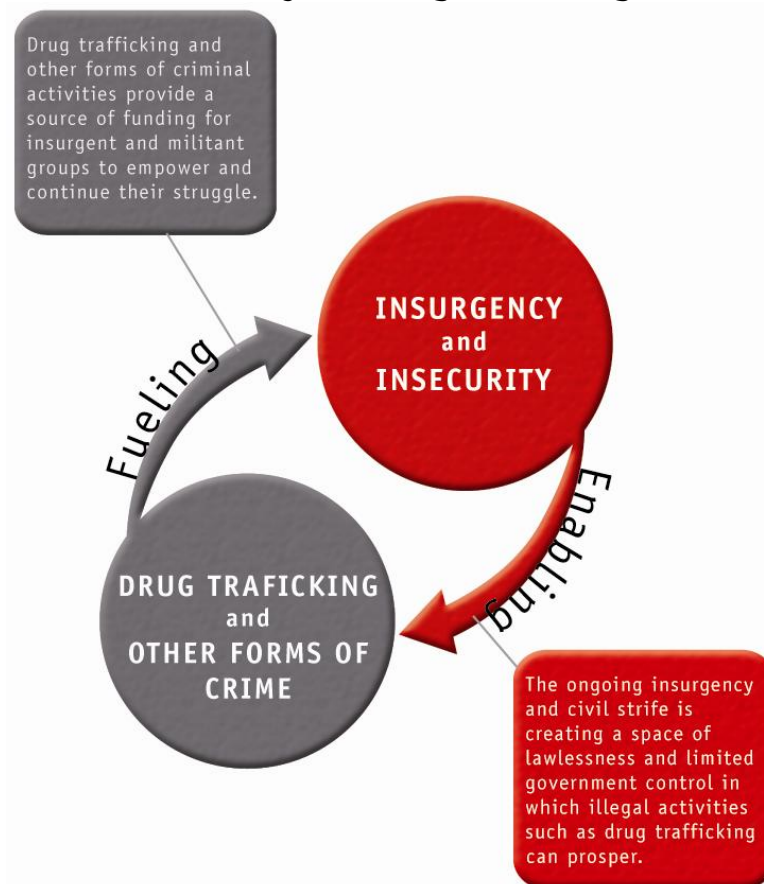 Drug trafficking and
other forms of criminal
activities provide a
source of funding for
insurgent and militant
groups to empower and
continue their struggle.
INSURGENCY
and
INSECURITY
Fueling
Enabling
DRUG TRAFICKING
and
OTHER FORMS OF
CRIME
The ongoing insurgency
and civil strife is
creating a space of
lawlessness and limited
government control in
which illegal activities
such as drug trafficking
can prosper.